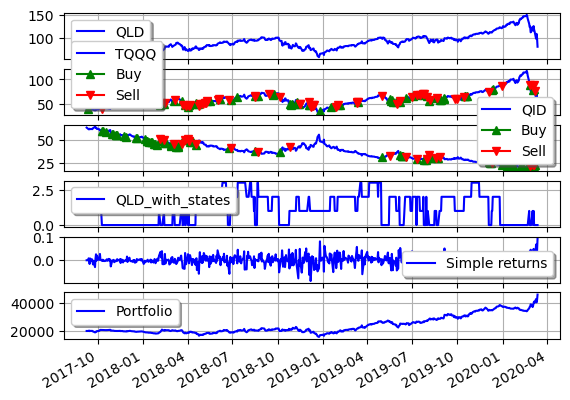 150
100
QLD
TQQQ
Buy
Sell
100
50
QID
Buy
Sell
50
25
2.5
0.0
QLD_with_states
0.1
0.0
Simple returns
40000
20000
Portfolio
2017-10
2018-01
2018-04
2018-07
2018-10
2019-01
2019-04
2019-07
2019-10
2020-01
2020-04